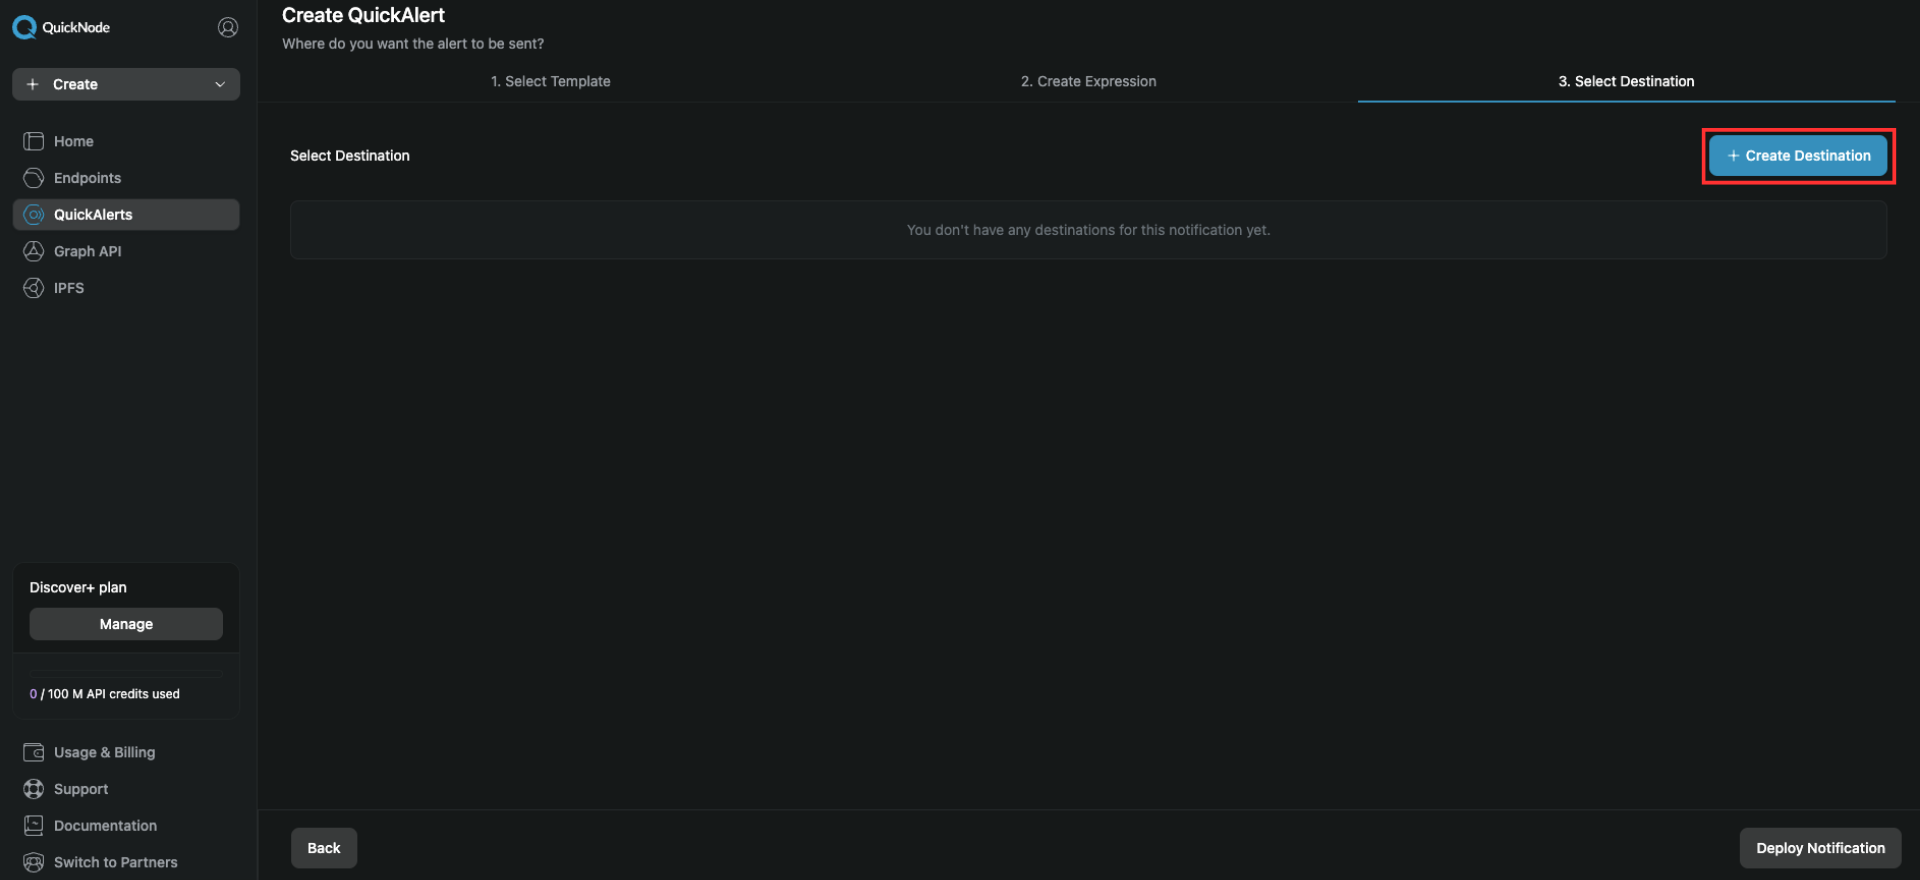 QuickNode
Create
Home
Endpoints
QuickAlerts
Graph API
IPFS
Discover+ plan
Manage
0 / 100 M API credits used
Usage & Billing
Support
Documentation
Switch to Partners
Create QuickAlert
Where do you want the alert to be sent?
1. Select Template
2. Create Expression
3. Select Destination
Select Destination
+ Create Destination
You don't have any destinations for this notification yet.
Back
Deploy Notification